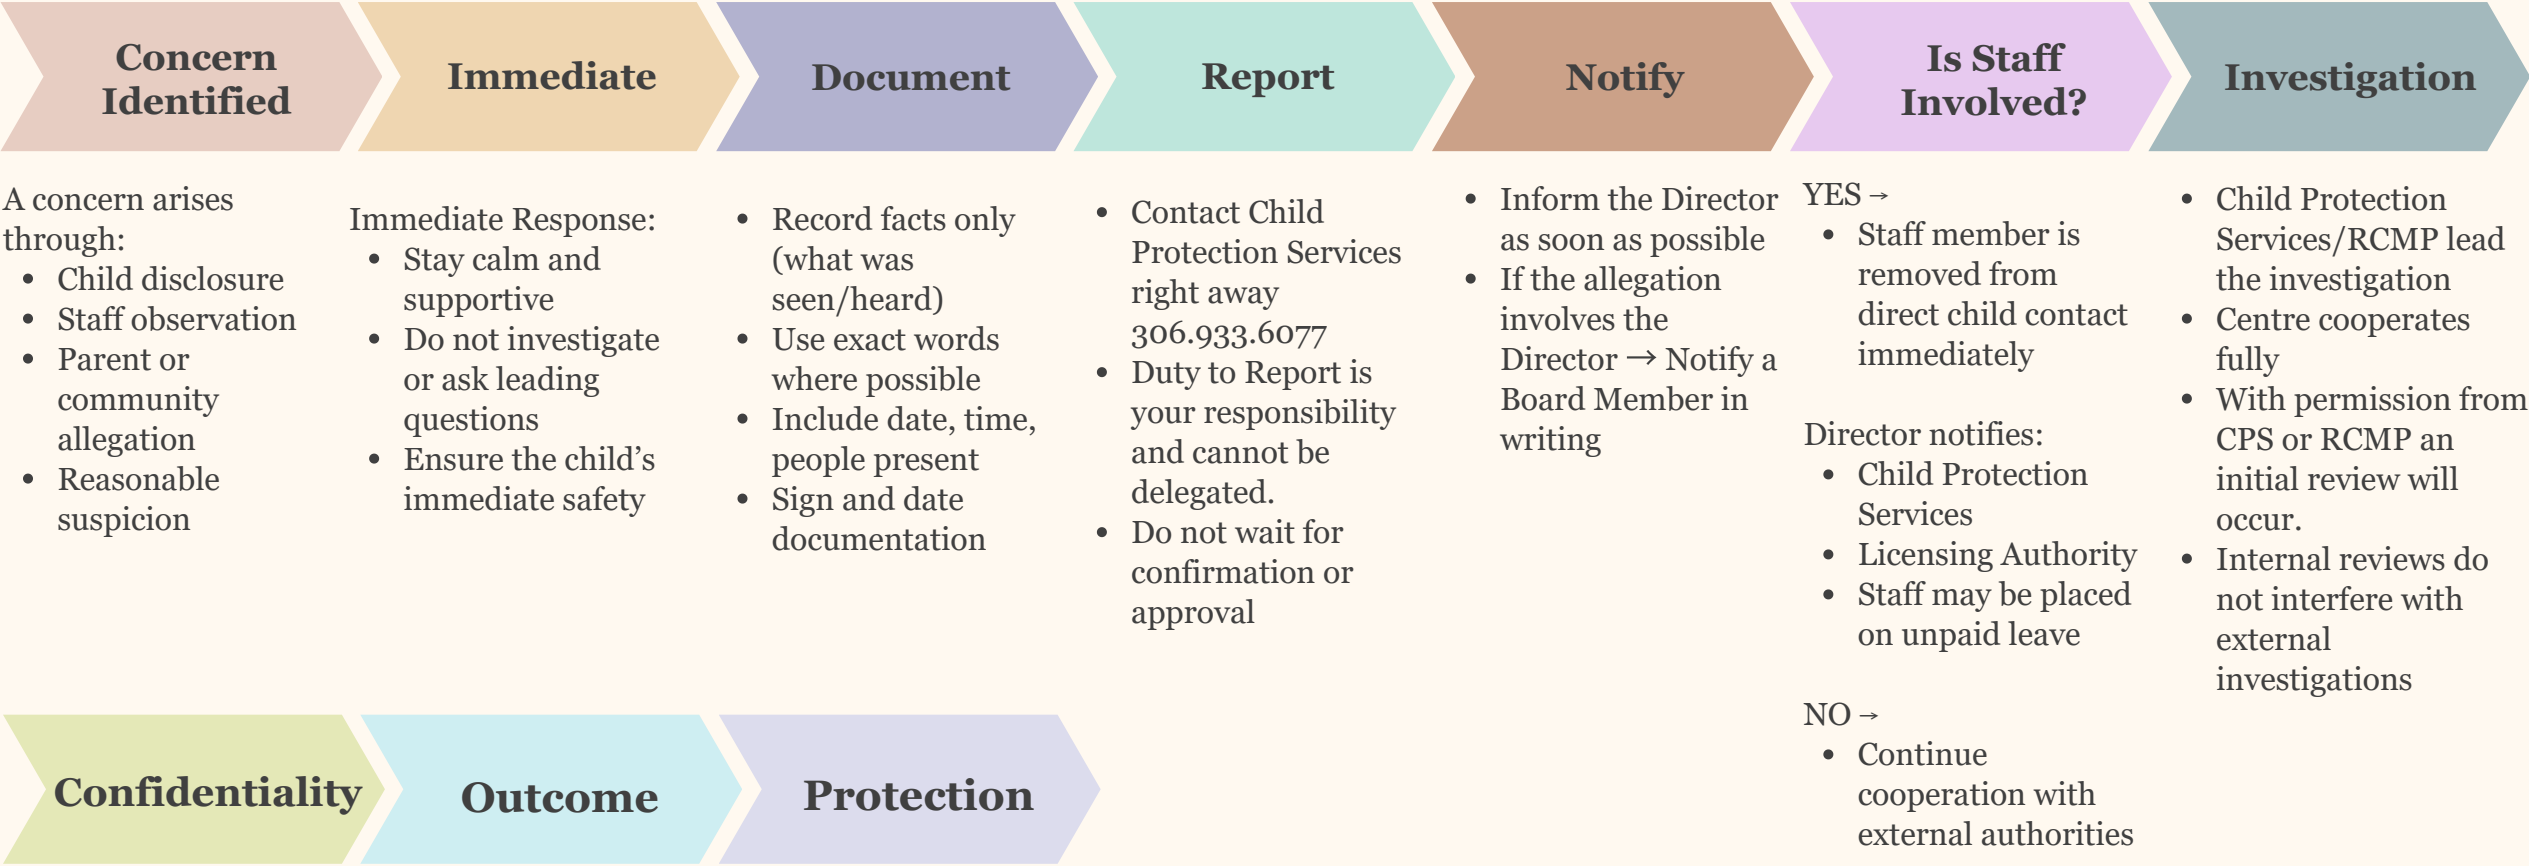 Concern
Identified
Immediate
Document
Report
Notify
Is Staff
Involved?
Investigation
A concern arises
through:
• Child disclosure
• Staff observation
• Parent or
community
allegation
• Reasonable
suspicion
Immediate Response:
• Stay calm and
supportive
• Do not investigate
or ask leading
questions
• Ensure the child’s
immediate safety
• Record facts only
(what was
seen/heard)
• Use exact words
where possible
• Include date, time,
people present
• Sign and date
documentation
• Contact Child
Protection Services
right away
306.933.6077
• Duty to Report is
your responsibility
and cannot be
delegated.
• Do not wait for
confirmation or
approval
• Inform the Director
as soon as possible
• If the allegation
involves the
Director → Notify a
Board Member in
writing
YES →
• Staff member is
removed from
direct child contact
immediately
Director notifies:
• Child Protection
Services
• Licensing Authority
• Staff may be placed
on unpaid leave
NO →
• Continue
cooperation with
external authorities
• Child Protection
Services/RCMP lead
the investigation
• Centre cooperates
fully
• With permission from
CPS or RCMP an
initial review will
occur.
• Internal reviews do
not interfere with
external
investigations
Confidentiality
Outcome
Protection